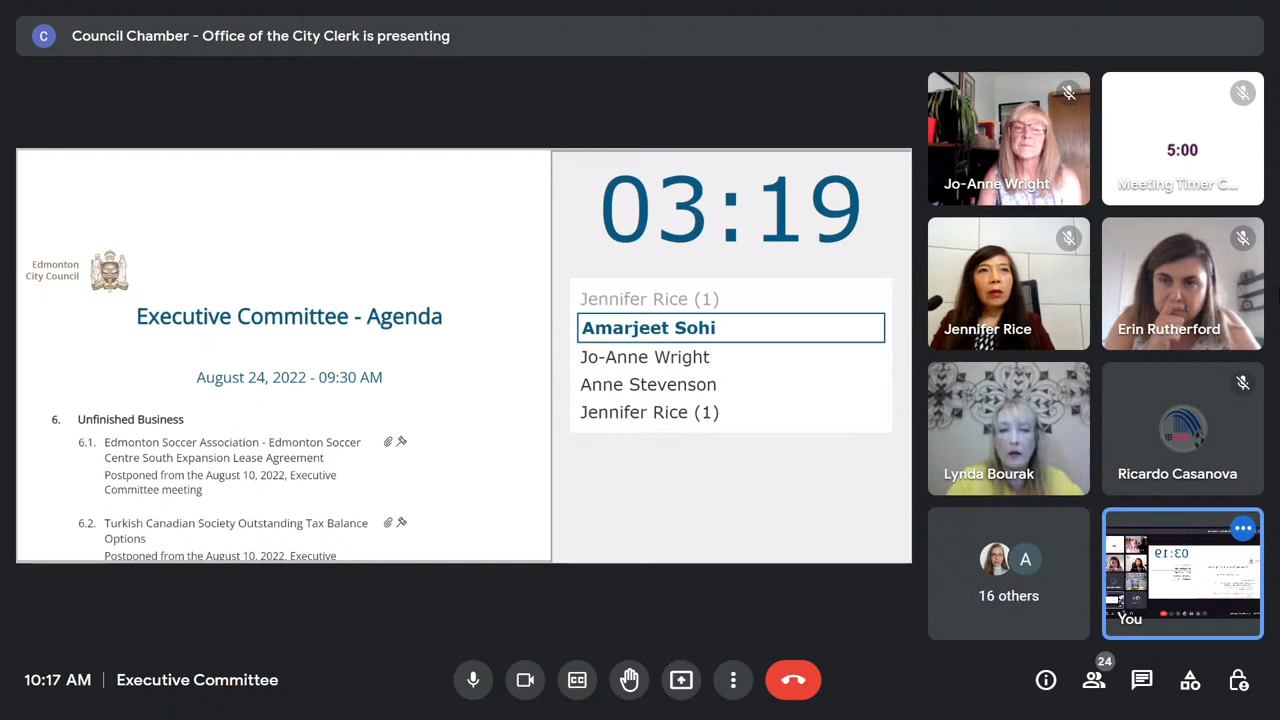 C Council Chamber - Office of the City Clerk is presenting
Edmonton
City Council
Executive Committee - Agenda
August 24, 2022 - 09:30 AM
6. Unfinished Business
6.1. Edmonton Soccer Association - Edmonton Soccer
Centre South Expansion Lease Agreement
Postponed from the August 10, 2022, Executive
Committee meeting
6.2. Turkish Canadian Society Outstanding Tax Balance
Options
Postponed from the August 10, 2022, Executive
03:19
Jennifer Rice (1)
Amarjeet Sohi
Jo-Anne Wright
Anne Stevenson
Jennifer Rice (1)
Jo-Anne Wright
5:00
Meeting Timer C...
Jennifer Rice
Erin Rutherford
Lynda Bourak
Ricardo Casanova
A
16 others
03:19
You
10:17 AM | Executive Committee
24